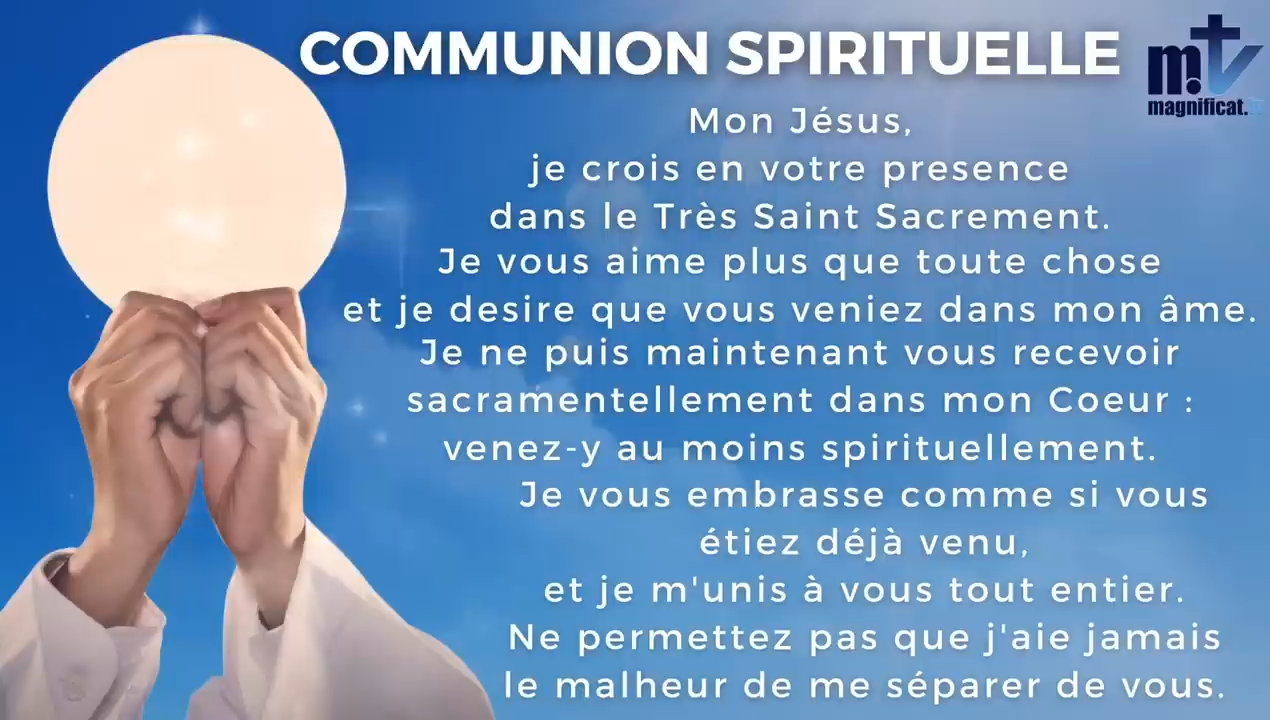 COMMUNION SPIRITUELLE
mtv
magnificat.tv
Mon Jésus,
je crois en votre presence
dans le Très Saint Sacrement.
Je vous aime plus que toute chose
et je desire que vous veniez dans mon âme.
Je ne puis maintenant vous recevoir
sacramentellement dans mon Coeur :
venez-y au moins spirituellement.
Je vous embrasse comme si vous
étiez déjà venu,
et je m'unis à vous tout entier.
Ne permettez pas que j'aie jamais
le malheur de me séparer de vous.